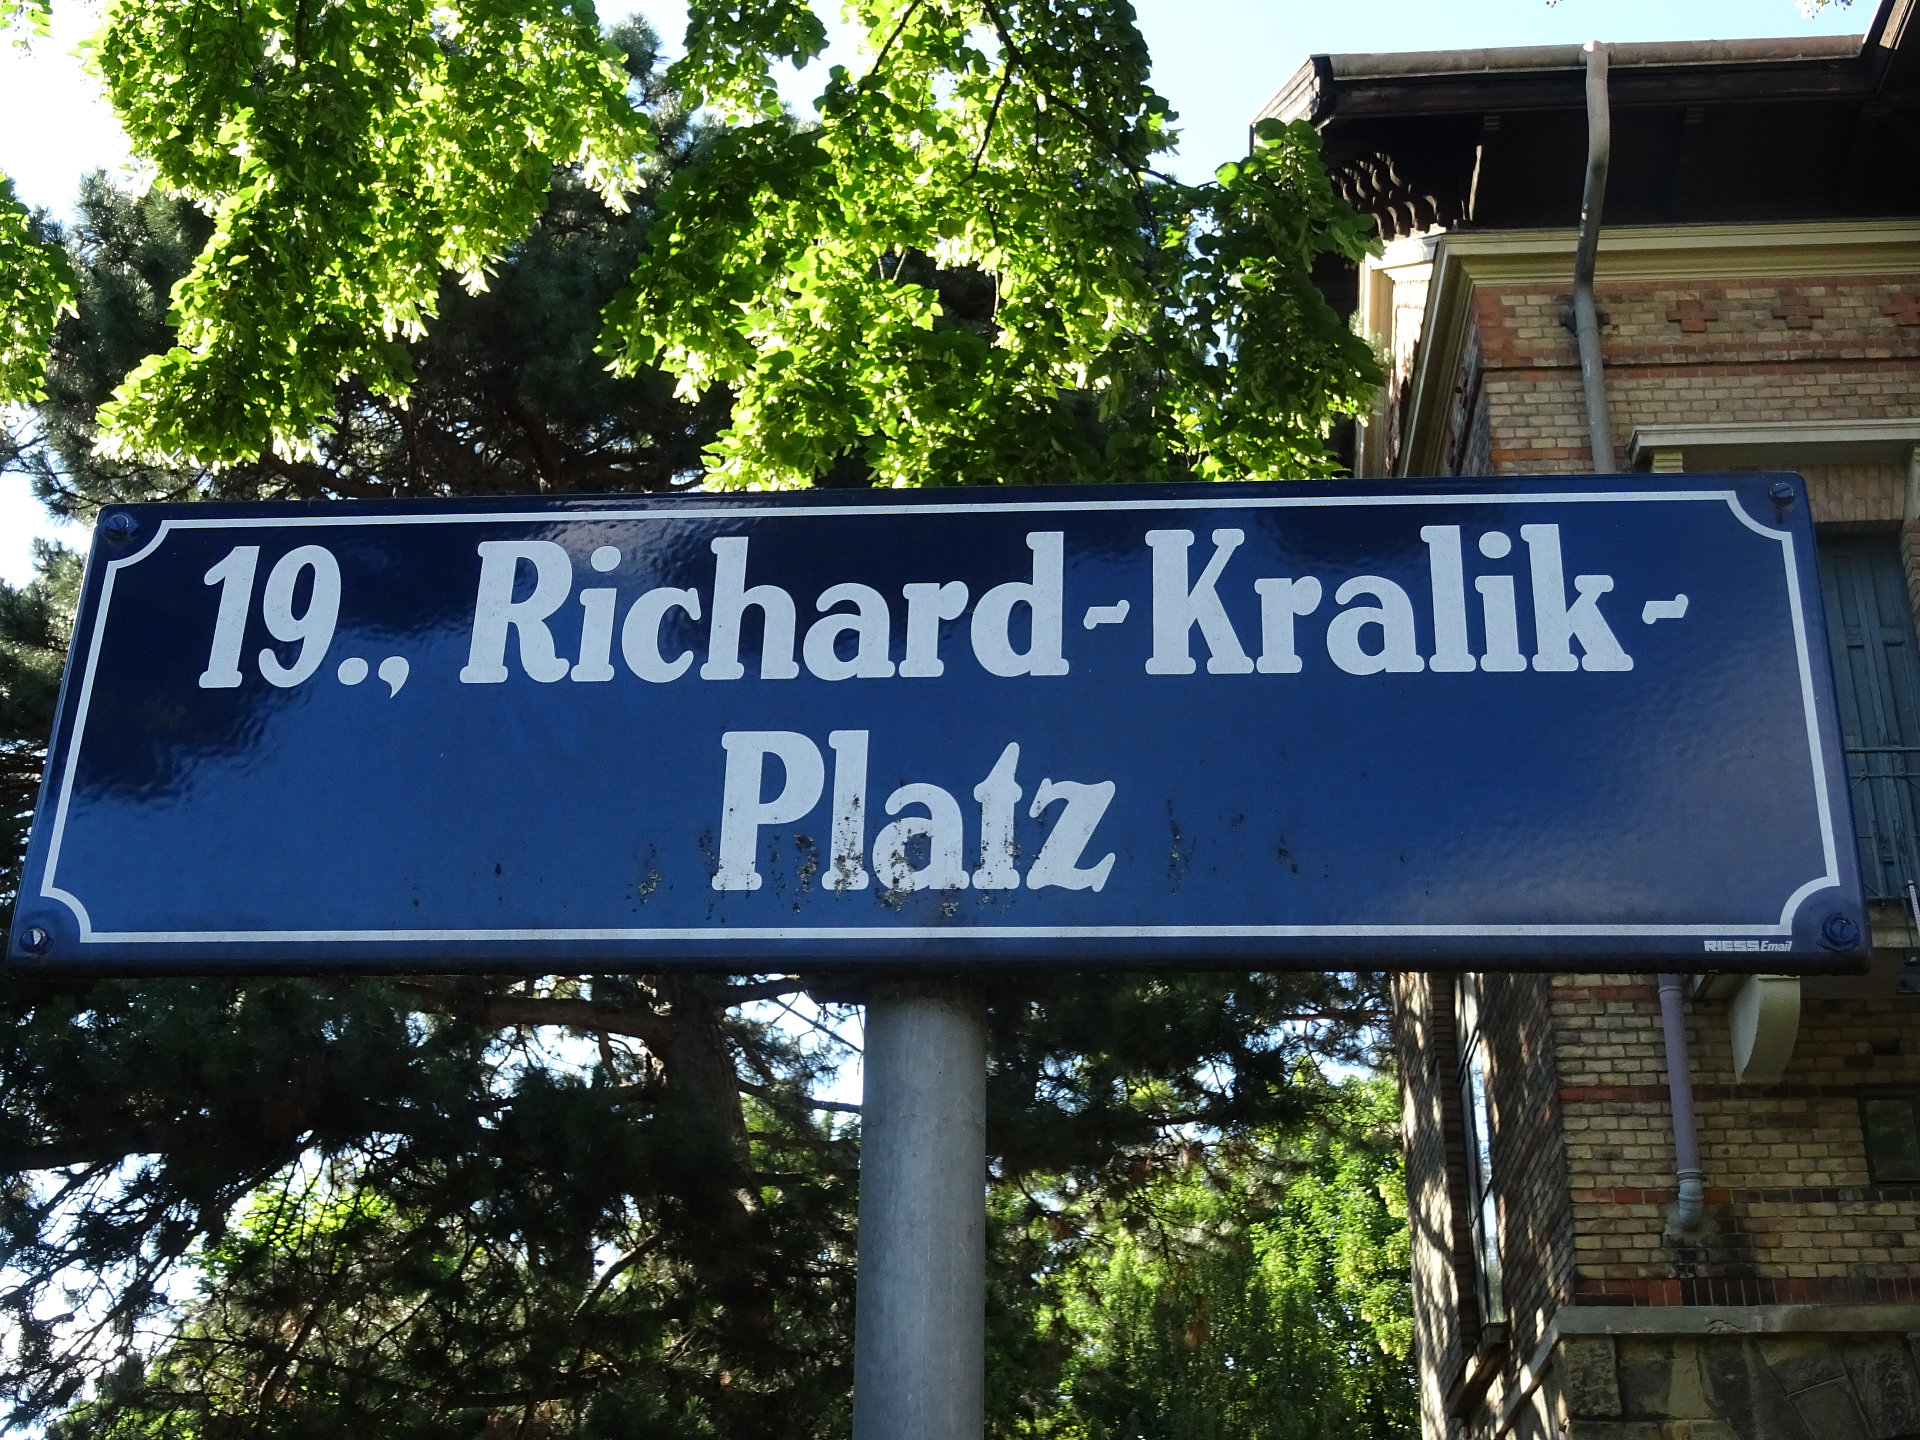 19., Richard-Kralik-
Platz
RIESS Email